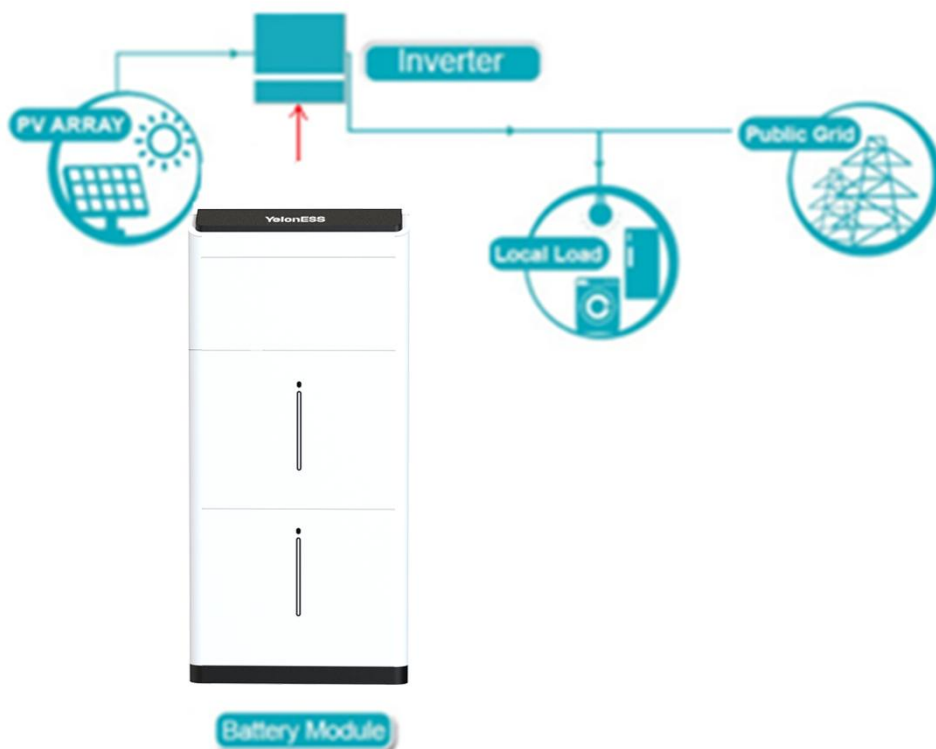 Inverter
PV ARRAY
Public Grid
YelonESS
Local Load
Battery Module